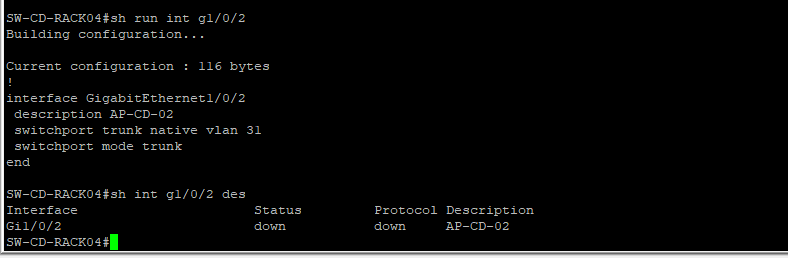 SW-CD-RACK04#sh run int g1/0/2
Building configuration...
Current configuration : 116 bytes
!
interface GigabitEthernet1/0/2
description AP-CD-02
switchport trunk native vlan 31
switchport mode trunk
end
SW-CD-RACK04#sh int g1/0/2 des
Interface Status Protocol Description
Gi1/0/2 down down AP-CD-02
SW-CD-RACK04#